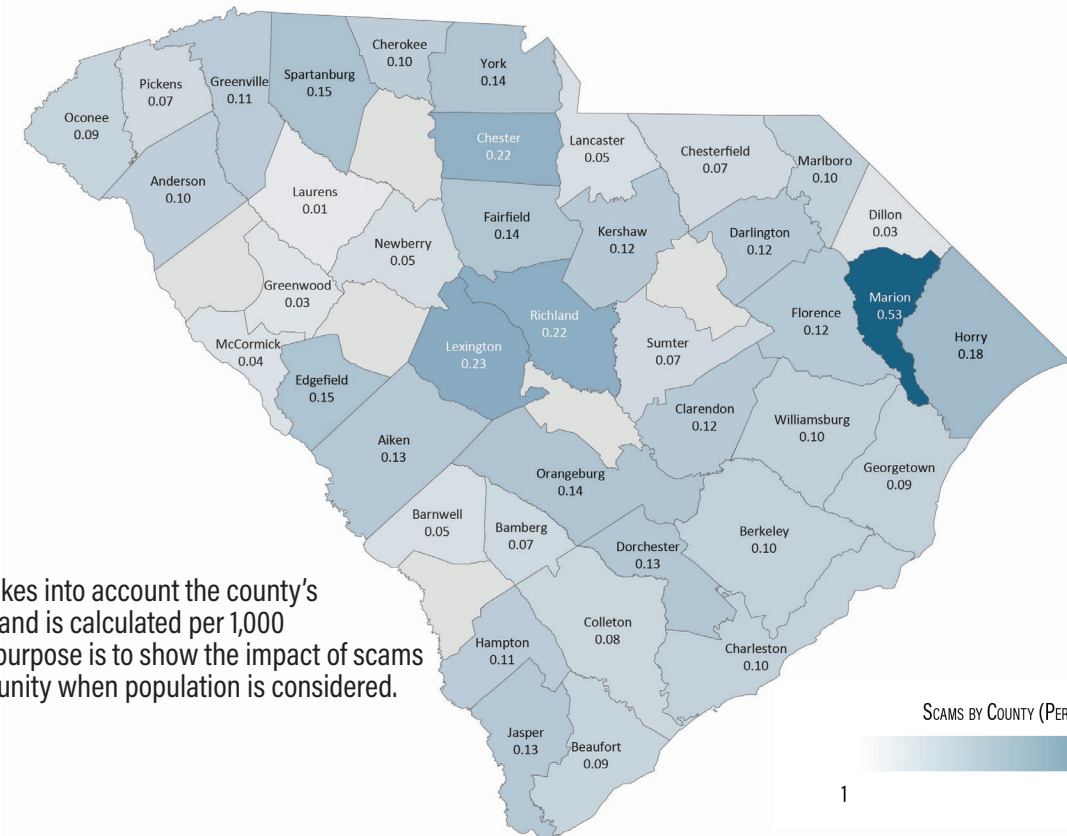 Cherokee
0.10
York
0.14
Spartanburg
0.15
Greenville
0.11
Pickens
0.07
Oconee
0.09
Chester
0.22
Lancaster
0.05
Chesterfield
0.07
Marlboro
0.10
Anderson
0.10
Laurens
0.01
Dillon
0.03
Fairfield
0.14
Kershaw
0.12
Darlington
0.12
Newberry
0.05
Greenwood
0.03
Marion
0.53
Richland
0.22
Florence
0.12
Horry
0.18
McCormick
0.04
Lexington
0.23
Sumter
0.07
Edgefield
0.15
Clarendon
0.12
Williamsburg
0.10
Aiken
0.13
Georgetown
0.09
Orangeburg
0.14
Barnwell
0.05
Bamberg
0.07
Berkeley
0.10
Dorchester
0.13
kes into account the county's
and is calculated per 1,000
purpose is to show the impact of scams
unity when population is considered.
Colleton
0.08
Hampton
0.11
Charleston
0.10
Jasper
0.13
Beaufort
0.09
Scams by County (Per
1